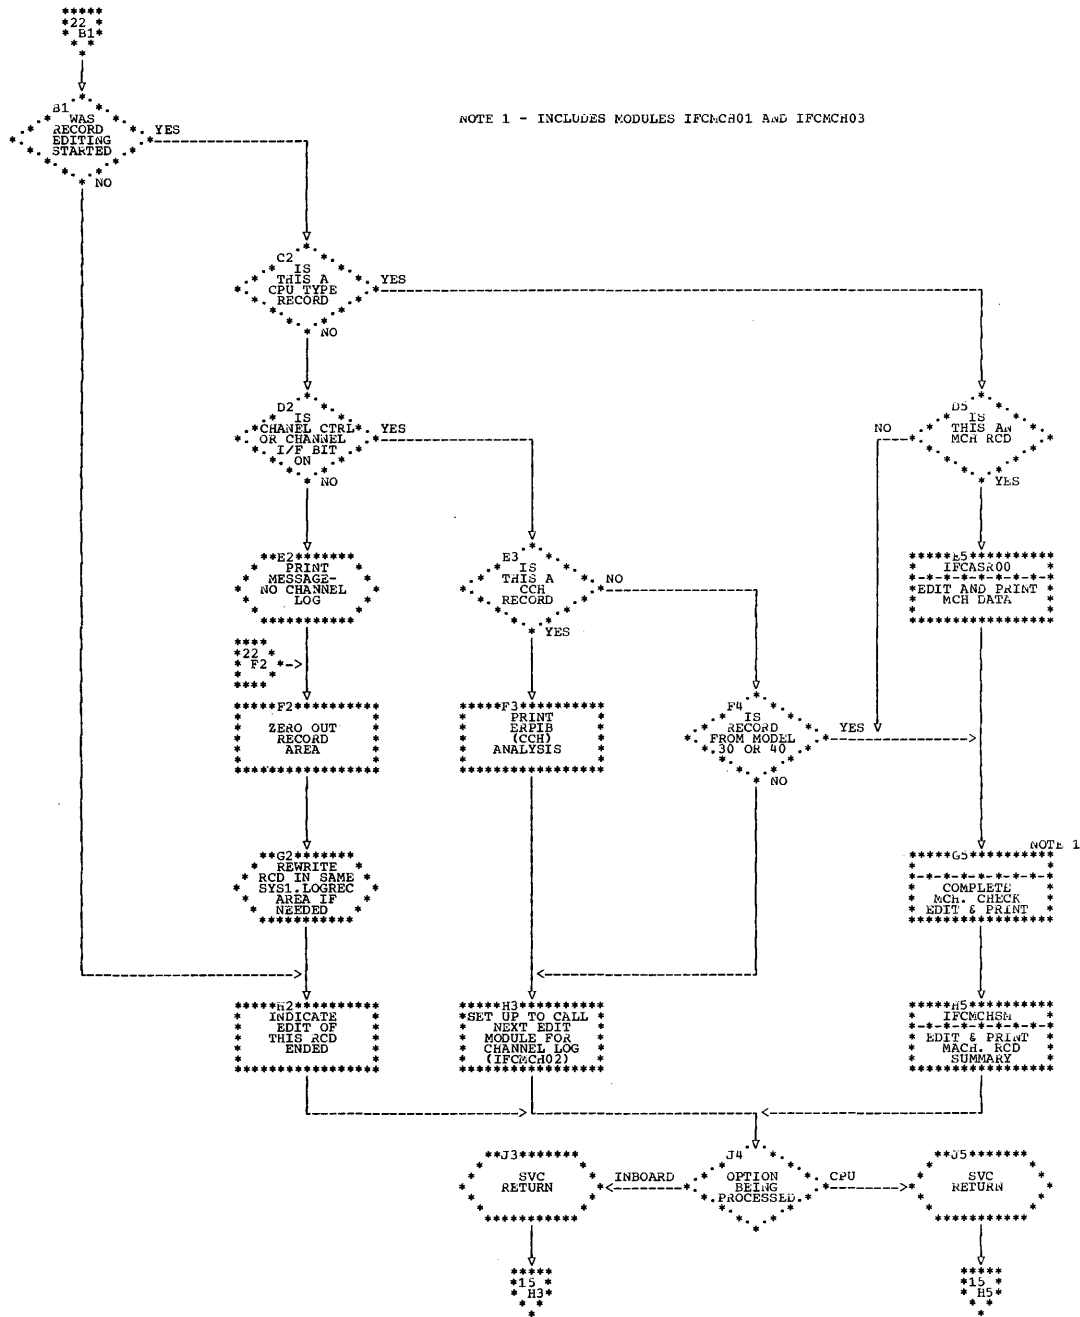 22
B1
B1
WAS
RECORD
EDITING
STARTED
YES
NO
NOTE 1 - INCLUDES MODULES IFCMCH01 AND IFCMCH03
C2
IS
THIS A
CPU TYPE
RECORD
YES
NO
D2
IS
CHANEL CTRL
OR CHANNEL
I/F BIT
ON
YES
NO
D5
IS
THIS AN
MCH RCD
NO
YES
E2
PRINT
MESSAGE-
NO CHANNEL
LOG
E3
IS
THIS A
CCH
RECORD
NO
YES
E5
IFCASR00
EDIT AND PRINT
MCH DATA
22
F2
F2
ZERO OUT
RECORD
AREA
F3
PRINT
ERPIB
(CCH)
ANALYSIS
F4
IS
RECORD
FROM MODEL
30 OR 40
YES
NO
G2
REWRITE
RCD IN SAME
SYS1.LOGREC
AREA IF
NEEDED
NOTE 1
G5
COMPLETE
MCH. CHECK
EDIT & PRINT
H2
INDICATE
EDIT OF
THIS RCD
ENDED
H3
SET UP TO CALL
NEXT EDIT
MODULE FOR
CHANNEL LOG
(IFCMCH02)
H5
IFCMCHSM
EDIT & PRINT
MACH. RCD
SUMMARY
J3
SVC
RETURN
INBOARD
J4
OPTION
BEING
PROCESSED
CPU
J5
SVC
RETURN
15
H3
15
H5